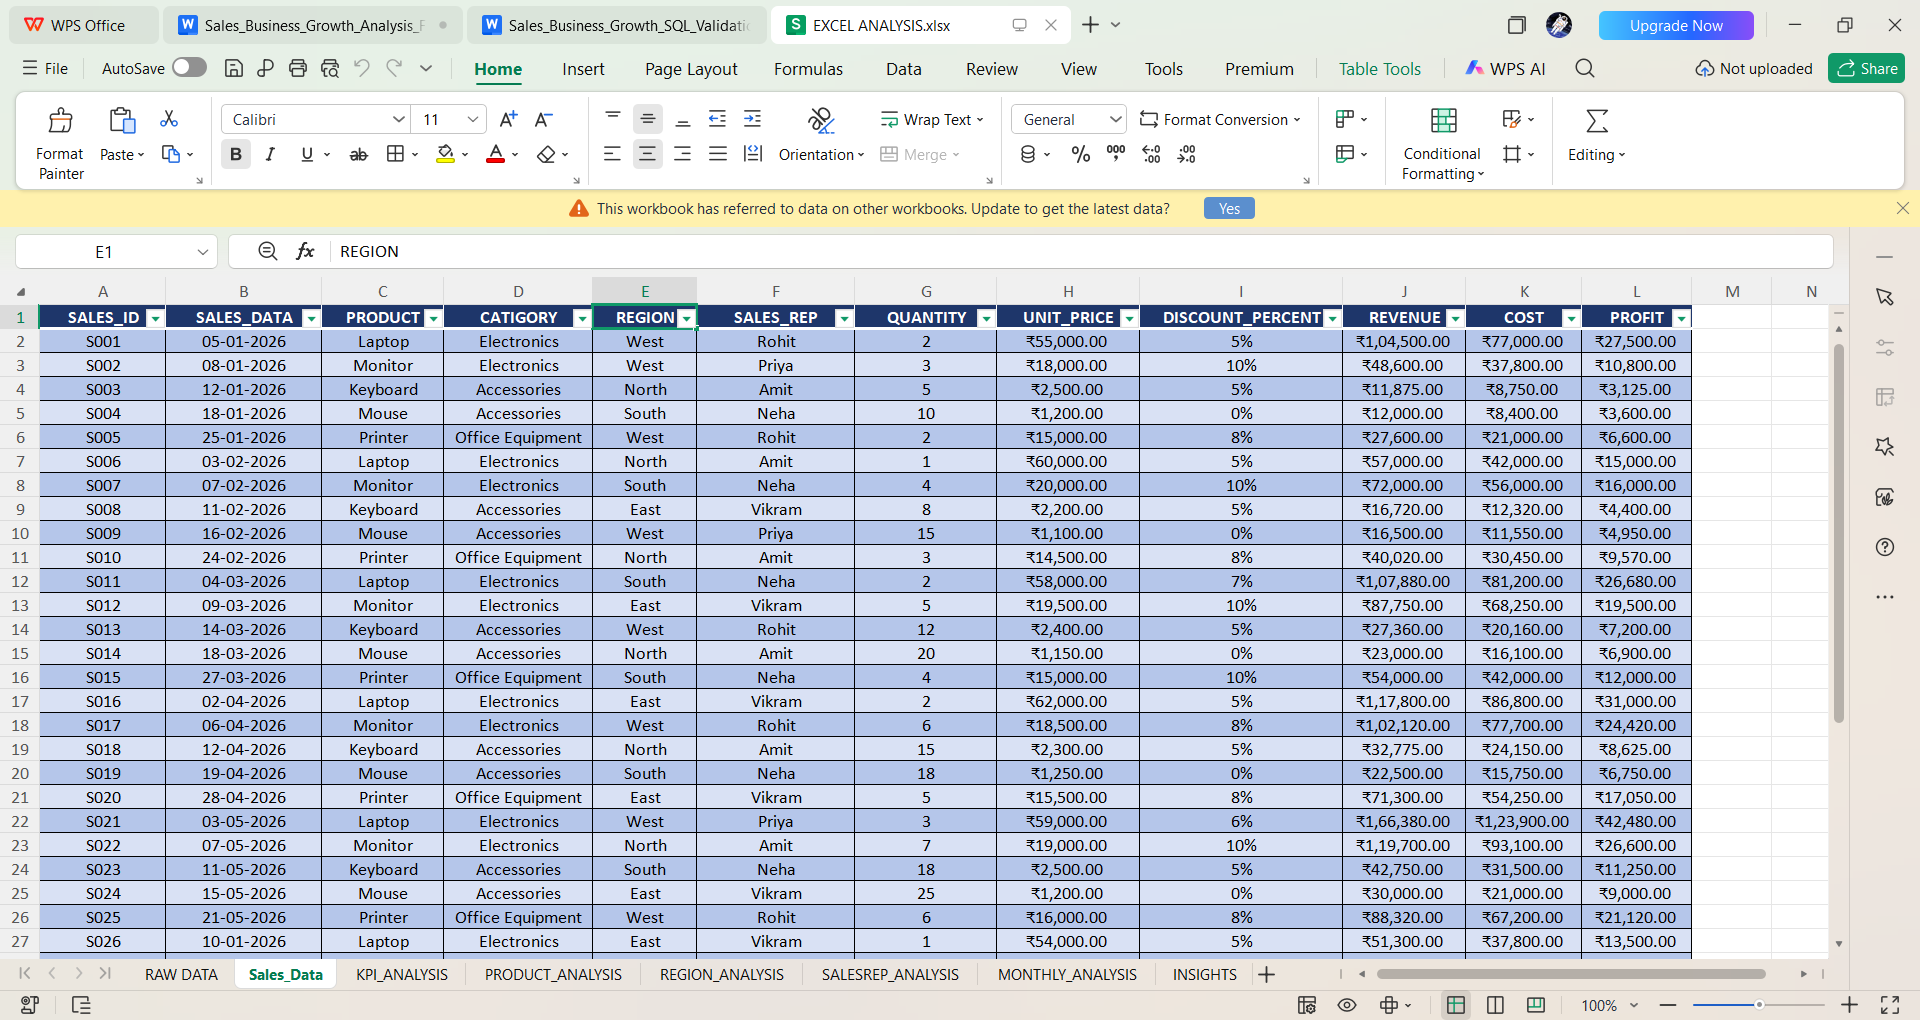 WPS Office Sales_Business_Growth_Analysis_F Sales_Business_Growth_SQL_Validatic EXCEL ANALYSIS.xlsx Upgrade Now
File AutoSave Home Insert Page Layout Formulas Data Review View Tools Premium Table Tools WPS AI Not uploaded Share
Calibri 11 Wrap Text General Format Conversion
Format Painter Paste Orientation Merge Conditional Formatting Editing
This workbook has referred to data on other workbooks. Update to get the latest data? Yes
E1 REGION
A B C D E F G H I J K L M N
1 SALES_ID SALES_DATA PRODUCT CATIGORY REGION SALES_REP QUANTITY UNIT_PRICE DISCOUNT_PERCENT REVENUE COST PROFIT
2 S001 05-01-2026 Laptop Electronics West Rohit 2 ₹55,000.00 5% ₹1,04,500.00 ₹77,000.00 ₹27,500.00
3 S002 08-01-2026 Monitor Electronics West Priya 3 ₹18,000.00 10% ₹48,600.00 ₹37,800.00 ₹10,800.00
4 S003 12-01-2026 Keyboard Accessories North Amit 5 ₹2,500.00 5% ₹11,875.00 ₹8,750.00 ₹3,125.00
5 S004 18-01-2026 Mouse Accessories South Neha 10 ₹1,200.00 0% ₹12,000.00 ₹8,400.00 ₹3,600.00
6 S005 25-01-2026 Printer Office Equipment West Rohit 2 ₹15,000.00 8% ₹27,600.00 ₹21,000.00 ₹6,600.00
7 S006 03-02-2026 Laptop Electronics North Amit 1 ₹60,000.00 5% ₹57,000.00 ₹42,000.00 ₹15,000.00
8 S007 07-02-2026 Monitor Electronics South Neha 4 ₹20,000.00 10% ₹72,000.00 ₹56,000.00 ₹16,000.00
9 S008 11-02-2026 Keyboard Accessories East Vikram 8 ₹2,200.00 5% ₹16,720.00 ₹12,320.00 ₹4,400.00
10 S009 16-02-2026 Mouse Accessories West Priya 15 ₹1,100.00 0% ₹16,500.00 ₹11,550.00 ₹4,950.00
11 S010 24-02-2026 Printer Office Equipment North Amit 3 ₹14,500.00 8% ₹40,020.00 ₹30,450.00 ₹9,570.00
12 S011 04-03-2026 Laptop Electronics South Neha 2 ₹58,000.00 7% ₹1,07,880.00 ₹81,200.00 ₹26,680.00
13 S012 09-03-2026 Monitor Electronics East Vikram 5 ₹19,500.00 10% ₹87,750.00 ₹68,250.00 ₹19,500.00
14 S013 14-03-2026 Keyboard Accessories West Rohit 12 ₹2,400.00 5% ₹27,360.00 ₹20,160.00 ₹7,200.00
15 S014 18-03-2026 Mouse Accessories North Amit 20 ₹1,150.00 0% ₹23,000.00 ₹16,100.00 ₹6,900.00
16 S015 27-03-2026 Printer Office Equipment South Neha 4 ₹15,000.00 10% ₹54,000.00 ₹42,000.00 ₹12,000.00
17 S016 02-04-2026 Laptop Electronics East Vikram 2 ₹62,000.00 5% ₹1,17,800.00 ₹86,800.00 ₹31,000.00
18 S017 06-04-2026 Monitor Electronics West Rohit 6 ₹18,500.00 8% ₹1,02,120.00 ₹77,700.00 ₹24,420.00
19 S018 12-04-2026 Keyboard Accessories North Amit 15 ₹2,300.00 5% ₹32,775.00 ₹24,150.00 ₹8,625.00
20 S019 19-04-2026 Mouse Accessories South Neha 18 ₹1,250.00 0% ₹22,500.00 ₹15,750.00 ₹6,750.00
21 S020 28-04-2026 Printer Office Equipment East Vikram 5 ₹15,500.00 8% ₹71,300.00 ₹54,250.00 ₹17,050.00
22 S021 03-05-2026 Laptop Electronics West Priya 3 ₹59,000.00 6% ₹1,66,380.00 ₹1,23,900.00 ₹42,480.00
23 S022 07-05-2026 Monitor Electronics North Amit 7 ₹19,000.00 10% ₹1,19,700.00 ₹93,100.00 ₹26,600.00
24 S023 11-05-2026 Keyboard Accessories South Neha 18 ₹2,500.00 5% ₹42,750.00 ₹31,500.00 ₹11,250.00
25 S024 15-05-2026 Mouse Accessories East Vikram 25 ₹1,200.00 0% ₹30,000.00 ₹21,000.00 ₹9,000.00
26 S025 21-05-2026 Printer Office Equipment West Rohit 6 ₹16,000.00 8% ₹88,320.00 ₹67,200.00 ₹21,120.00
27 S026 10-01-2026 Laptop Electronics East Vikram 1 ₹54,000.00 5% ₹51,300.00 ₹37,800.00 ₹13,500.00
RAW DATA Sales_Data KPI_ANALYSIS PRODUCT_ANALYSIS REGION_ANALYSIS SALESREP_ANALYSIS MONTHLY_ANALYSIS INSIGHTS
100%